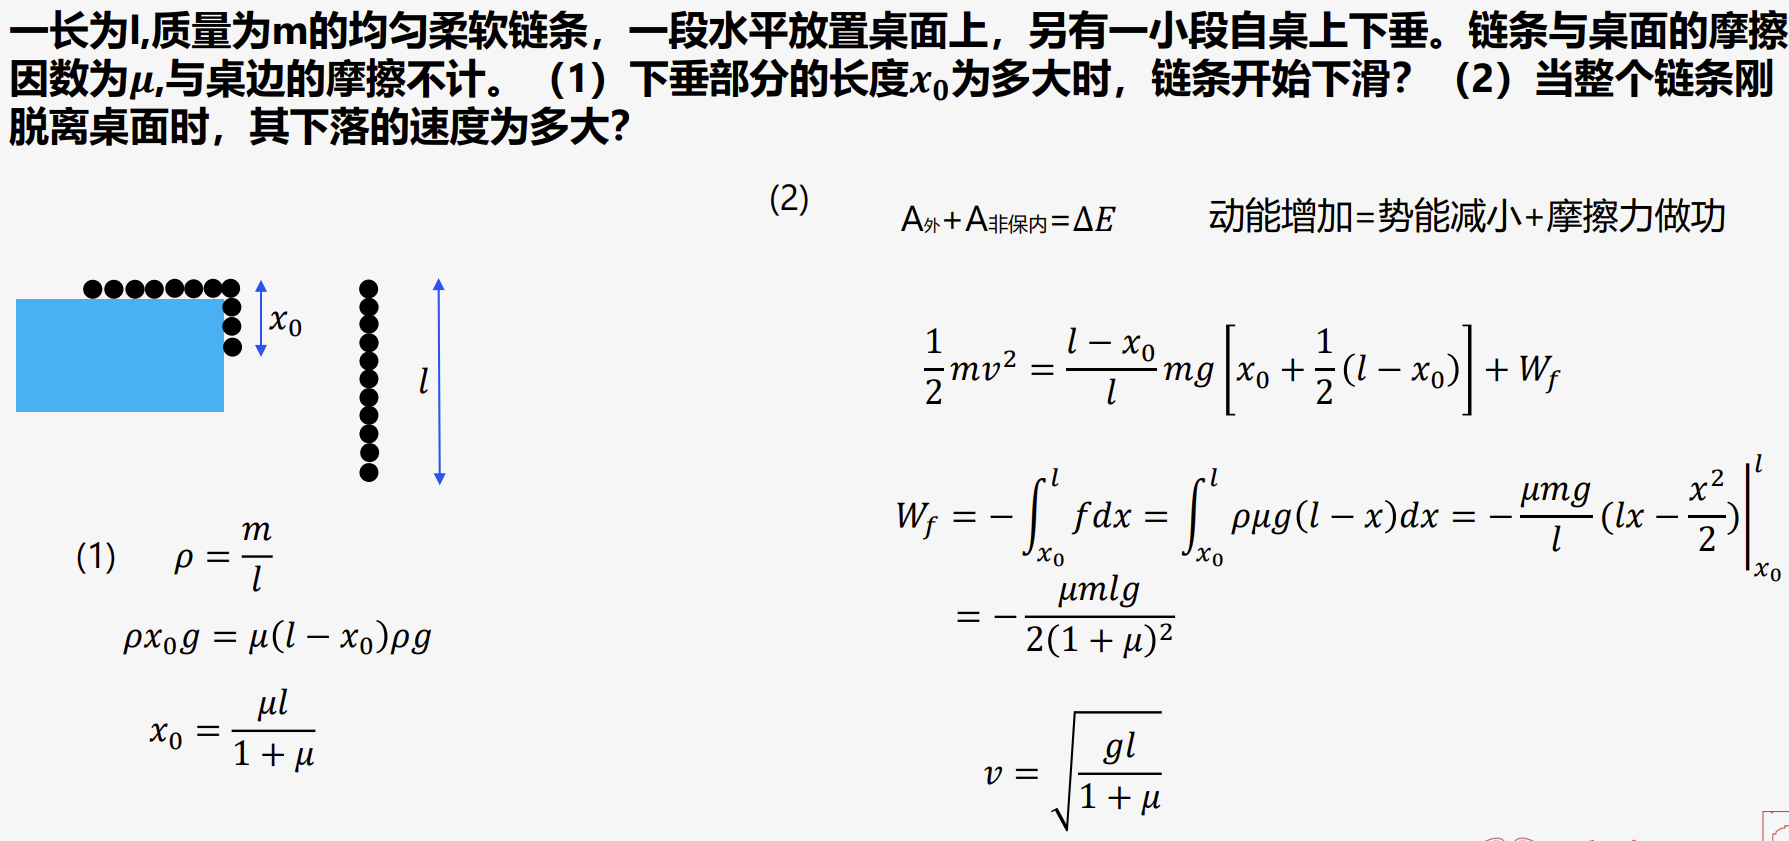 一长为l,质量为m的均匀柔软链条，一段水平放置桌面上，另有一小段自桌上下垂。链条与桌面的摩擦
因数为μ,与桌边的摩擦不计。（1）下垂部分的长度x₀为多大时，链条开始下滑？（2）当整个链条刚
脱离桌面时，其下落的速度为多大？
x₀
l
(1) ρ = m/l
ρx₀g = μ(l − x₀)ρg
x₀ = μl/(1 + μ)
(2)
A外+A非保内=ΔE 动能增加=势能减小+摩擦力做功
1/2 mv² = (l − x₀)/l mg [x₀ + 1/2 (l − x₀)] + W_f
W_f = −∫_{x₀}^{l} fdx = ∫_{x₀}^{l} ρμg(l − x)dx = − μmg/l (lx − x²/2)|_{x₀}^{l}
= − μmlg/(2(1 + μ)²)
v = √(gl/(1 + μ))